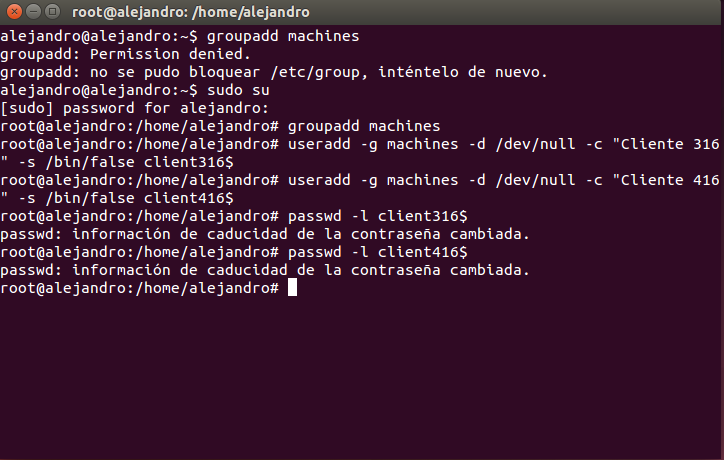 root@alejandro: /home/alejandro
alejandro@alejandro:~$ groupadd machines
groupadd: Permission denied.
groupadd: no se pudo bloquear /etc/group, inténtelo de nuevo.
alejandro@alejandro:~$ sudo su
[sudo] password for alejandro:
root@alejandro:/home/alejandro# groupadd machines
root@alejandro:/home/alejandro# useradd -g machines -d /dev/null -c "Cliente 316
" -s /bin/false client316$
root@alejandro:/home/alejandro# useradd -g machines -d /dev/null -c "Cliente 416
" -s /bin/false client416$
root@alejandro:/home/alejandro# passwd -l client316$
passwd: información de caducidad de la contraseña cambiada.
root@alejandro:/home/alejandro# passwd -l client416$
passwd: información de caducidad de la contraseña cambiada.
root@alejandro:/home/alejandro#